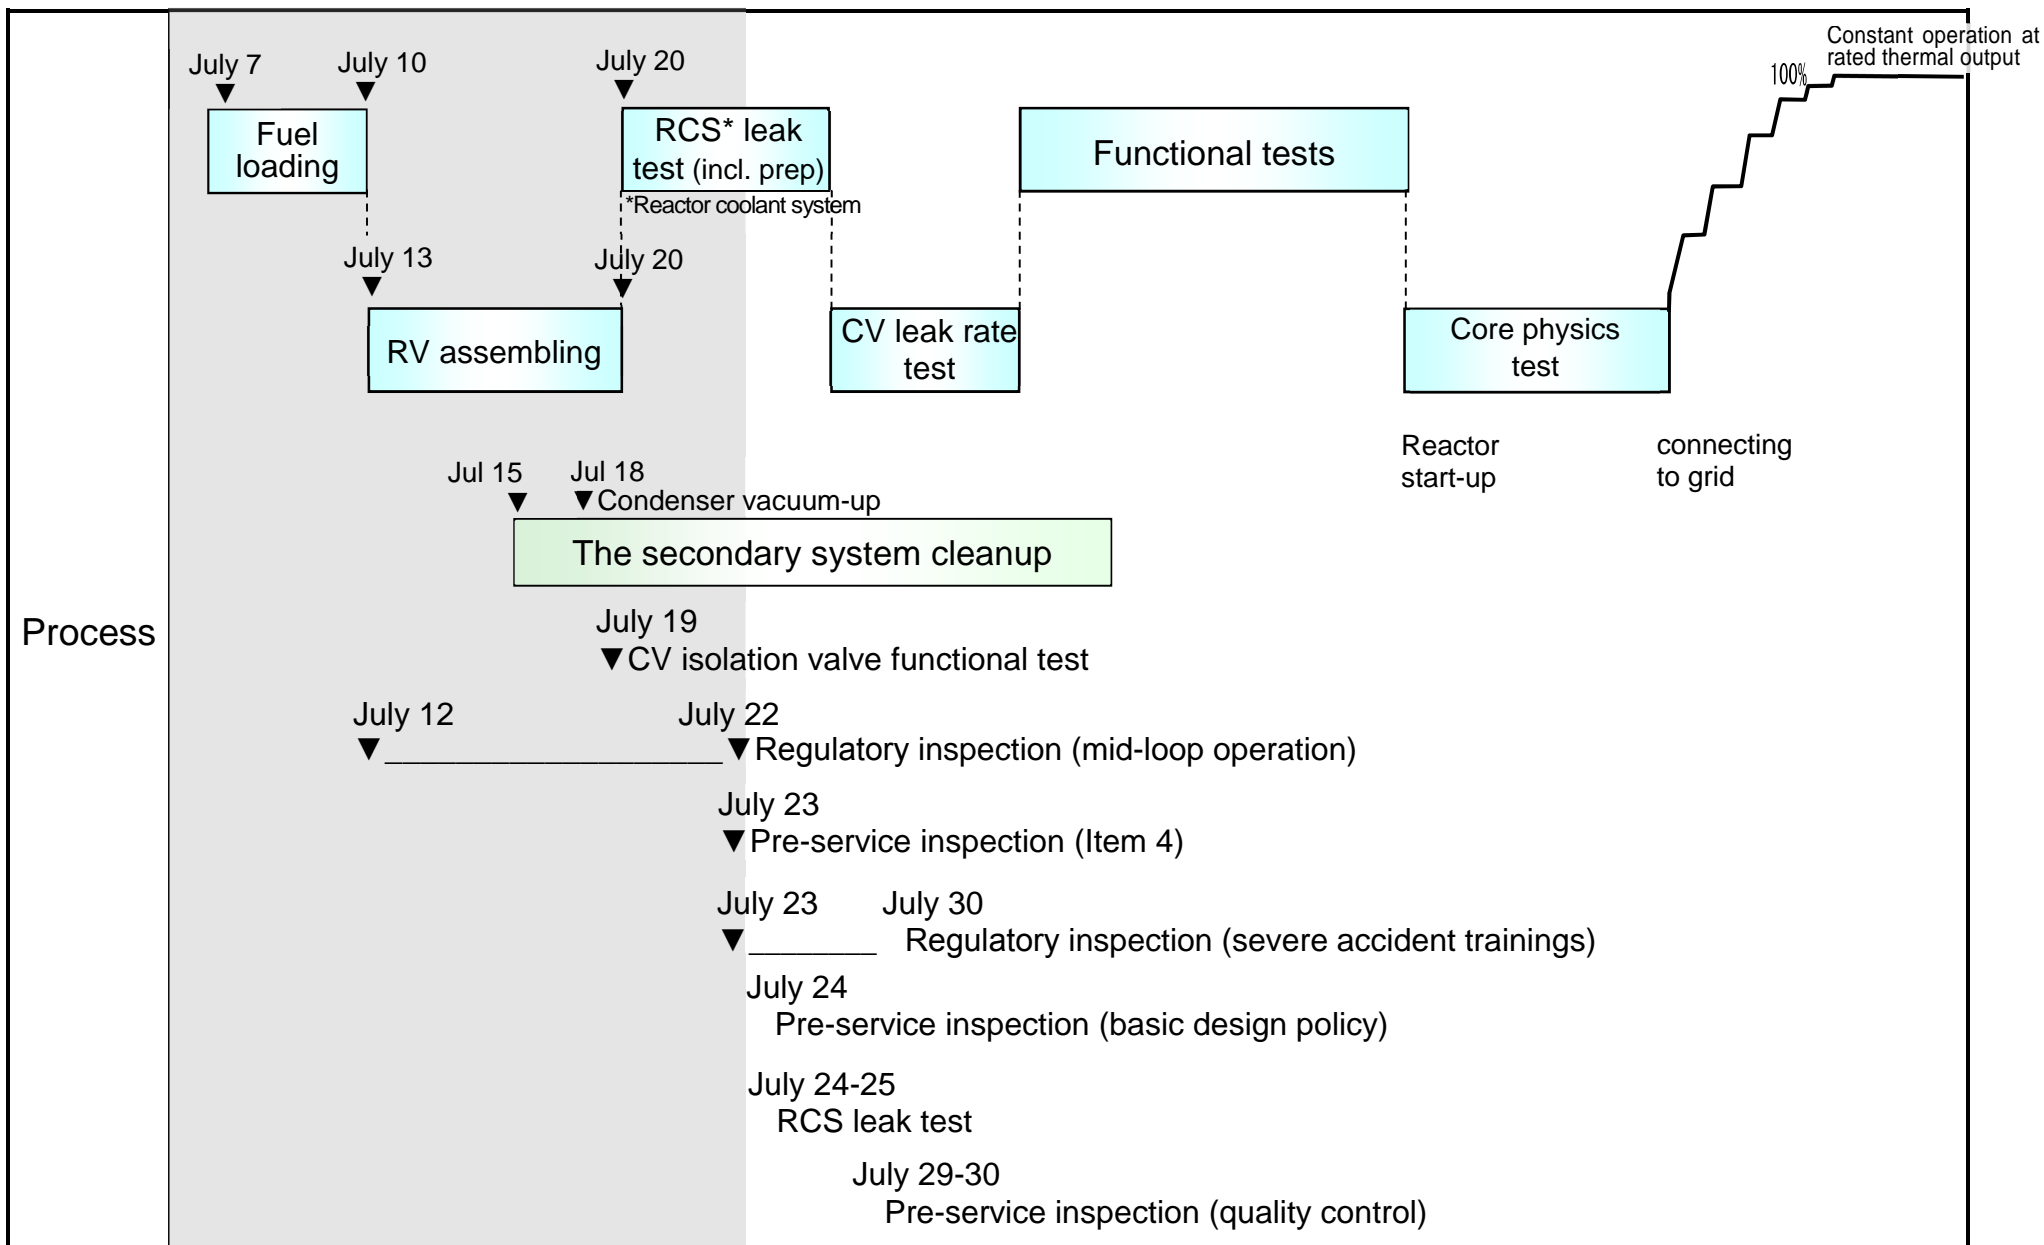 Constant operation at
rated thermal output
100%
July 7
July 10
July 20
Fuel
loading
RCS* leak
test (incl. prep)
*Reactor coolant system
Functional tests
July 13
July 20
RV assembling
CV leak rate
test
Core physics
test
Reactor
start-up
connecting
to grid
Jul 15
Jul 18
▼Condenser vacuum-up
The secondary system cleanup
Process
July 19
▼CV isolation valve functional test
July 12
July 22
▼Regulatory inspection (mid-loop operation)
July 23
▼Pre-service inspection (Item 4)
July 23
July 30
Regulatory inspection (severe accident trainings)
July 24
Pre-service inspection (basic design policy)
July 24-25
RCS leak test
July 29-30
Pre-service inspection (quality control)